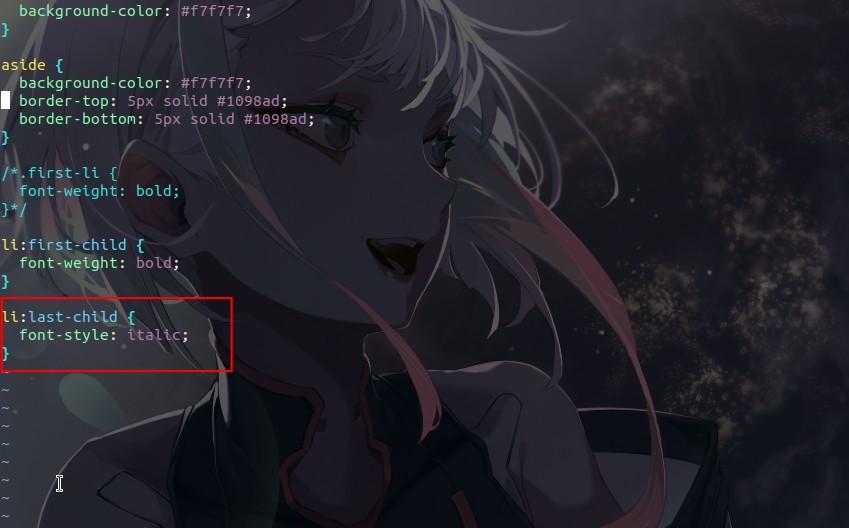 background-color: #f7f7f7;
}

aside {
  background-color: #f7f7f7;
  border-top: 5px solid #1098ad;
  border-bottom: 5px solid #1098ad;
}

/*.first-li {
  font-weight: bold;
}*/

li:first-child {
  font-weight: bold;
}

li:last-child {
  font-style: italic;
}
~
~
~
~
~
~
~
~
~